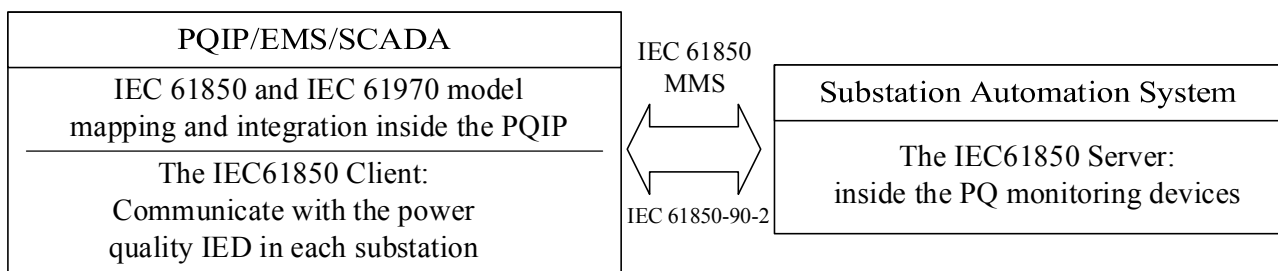 PQIP/EMS/SCADA
IEC 61850 and IEC 61970 model
mapping and integration inside the PQIP
The IEC61850 Client:
Communicate with the power
quality IED in each substation
IEC 61850
MMS
IEC 61850-90-2
Substation Automation System
The IEC61850 Server:
inside the PQ monitoring devices